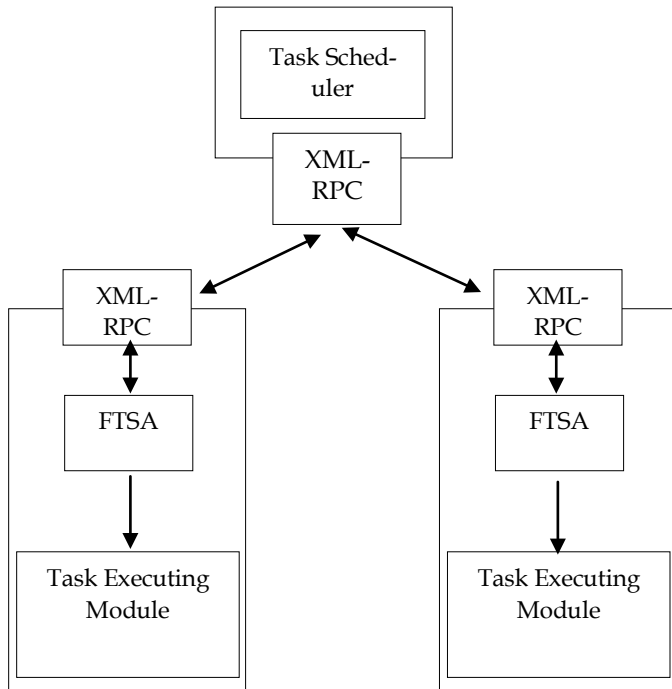 Task Sched-
uler
XML-
RPC
XML-
RPC
XML-
RPC
FTSA
FTSA
Task Executing
Module
Task Executing
Module